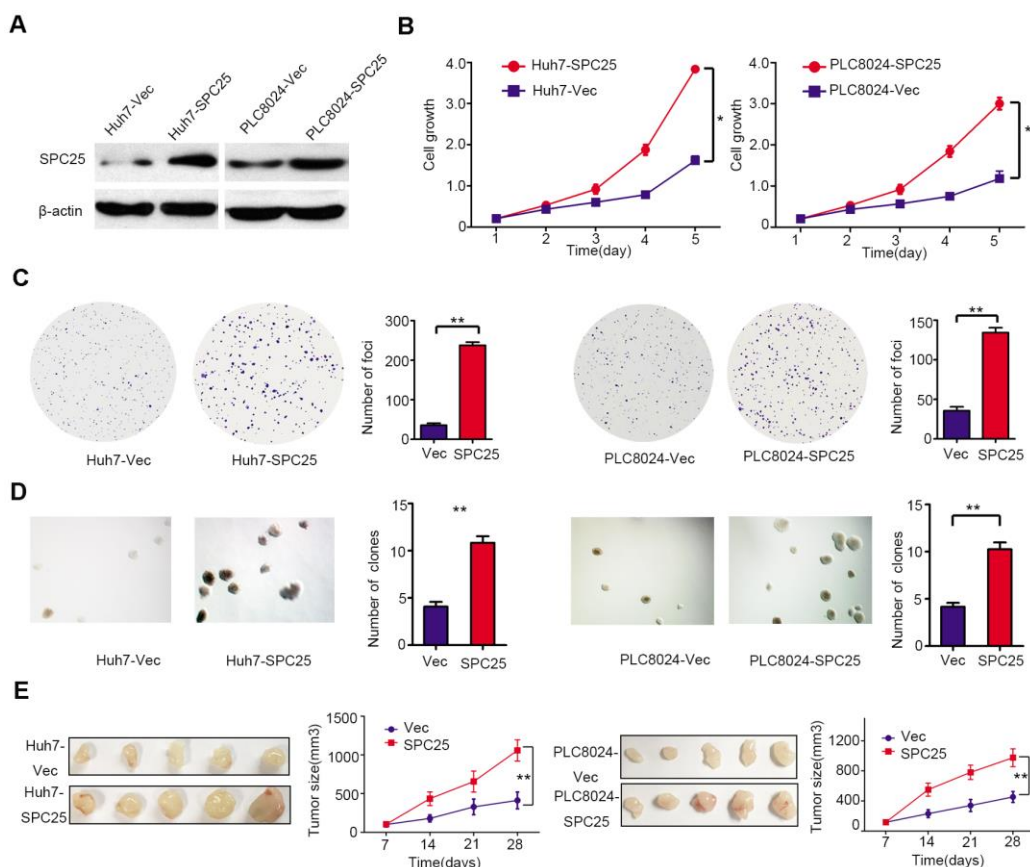 A
Huh7-Vec
Huh7-SPC25
PLC8024-Vec
PLC8024-SPC25
SPC25
β-actin
B
Huh7-SPC25
Huh7-Vec
Cell growth
4.0
3.0
2.0
1.0
0
1 2 3 4 5
Time(day)
*
PLC8024-SPC25
PLC8024-Vec
Cell growth
4.0
3.0
2.0
1.0
0
1 2 3 4 5
Time(day)
*
C
Huh7-Vec
Huh7-SPC25
Number of foci
300
200
100
0
**
Vec SPC25
PLC8024-Vec
PLC8024-SPC25
Number of foci
150
100
50
0
**
Vec SPC25
D
Huh7-Vec
Huh7-SPC25
Number of clones
15
10
5
0
**
Vec SPC25
PLC8024-Vec
PLC8024-SPC25
Number of clones
15
10
5
0
**
Vec SPC25
E
Huh7-
Vec
Huh7-
SPC25
Tumor size(mm3)
1500
1000
500
0
Vec
SPC25
**
7 14 21 28
Time(days)
PLC8024-
Vec
PLC8024-
SPC25
Tumor size(mm3)
1200
800
400
0
Vec
SPC25
**
7 14 21 28
Time(days)